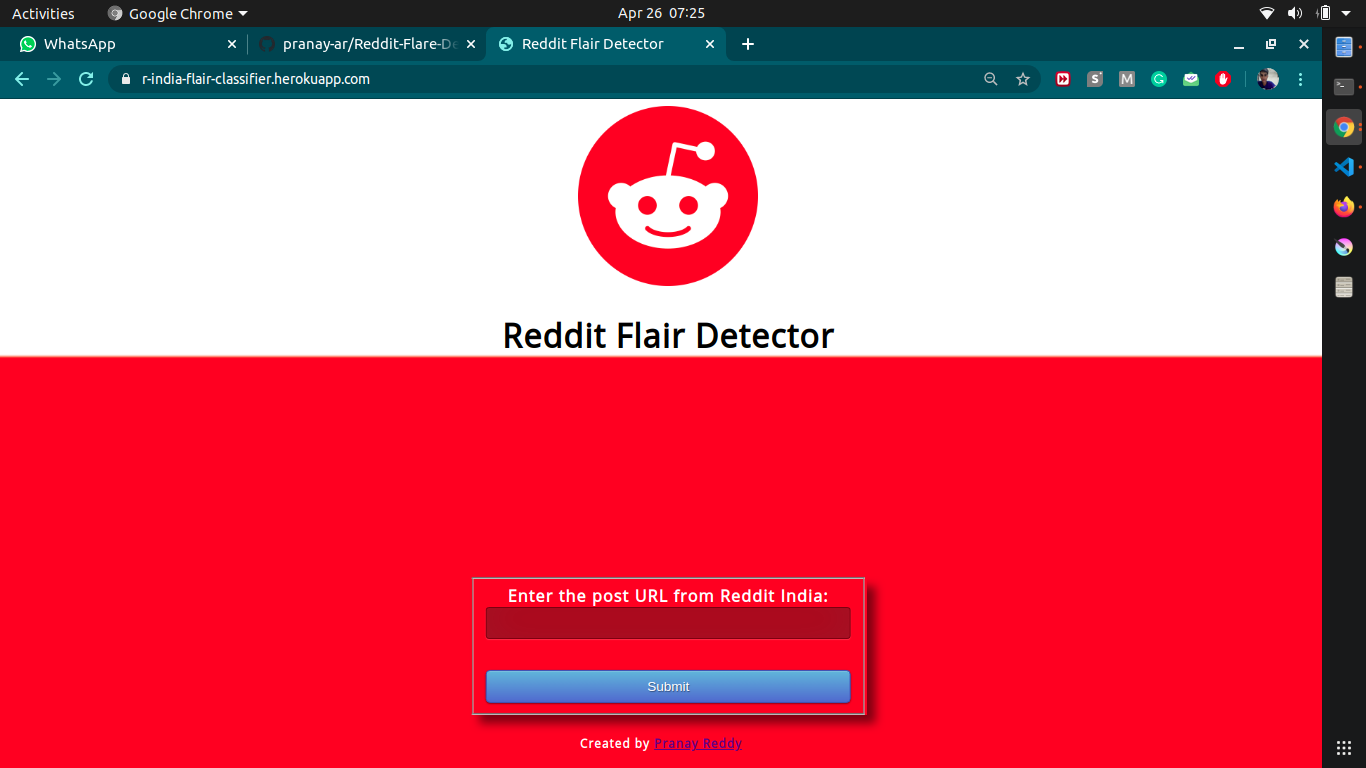 Activities Google Chrome Apr 26 07:25
WhatsApp pranay-ar/Reddit-Flare-De Reddit Flair Detector
r-india-flair-classifier.herokuapp.com
Reddit Flair Detector
Enter the post URL from Reddit India:
Submit
Created by Pranay Reddy